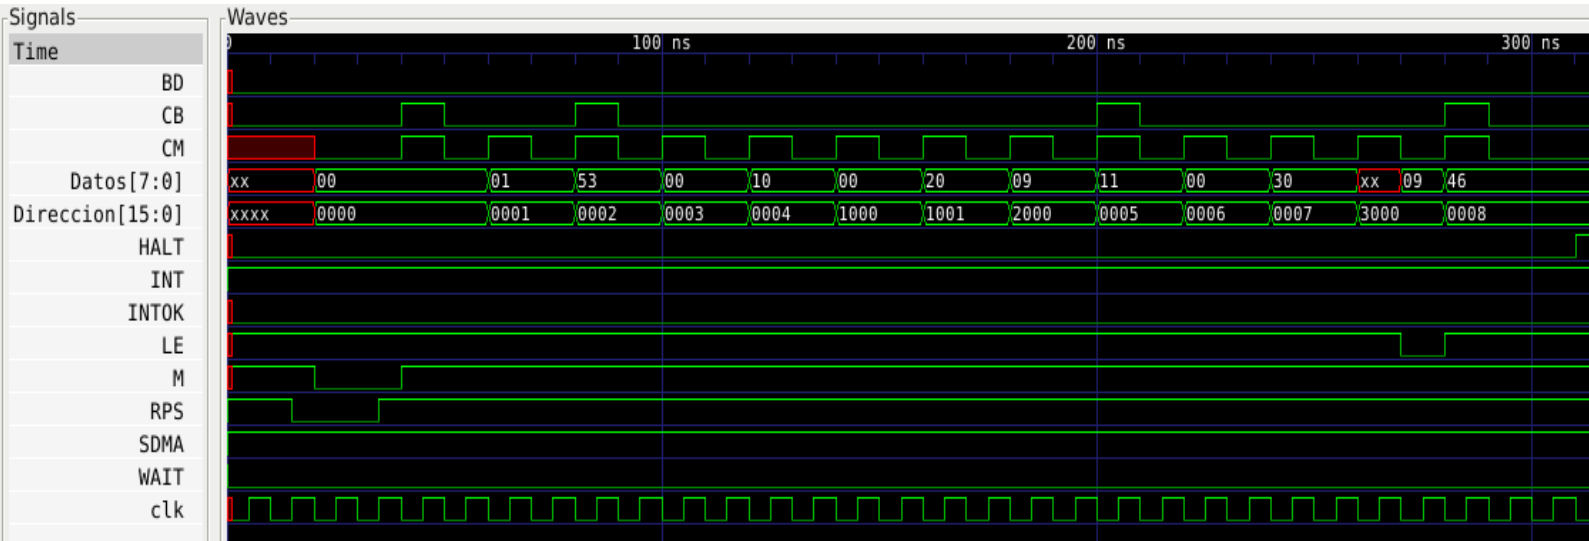 Signals Waves
Time 0 100 ns 200 ns 300 ns
BD
CB
CM
Datos[7:0] xx 00 01 53 00 10 00 20 09 11 00 30 xx 09 46
Direccion[15:0] xxxx 0000 0001 0002 0003 0004 1000 1001 2000 0005 0006 0007 3000 0008
HALT
INT
INTOK
LE
M
RPS
SDMA
WAIT
clk